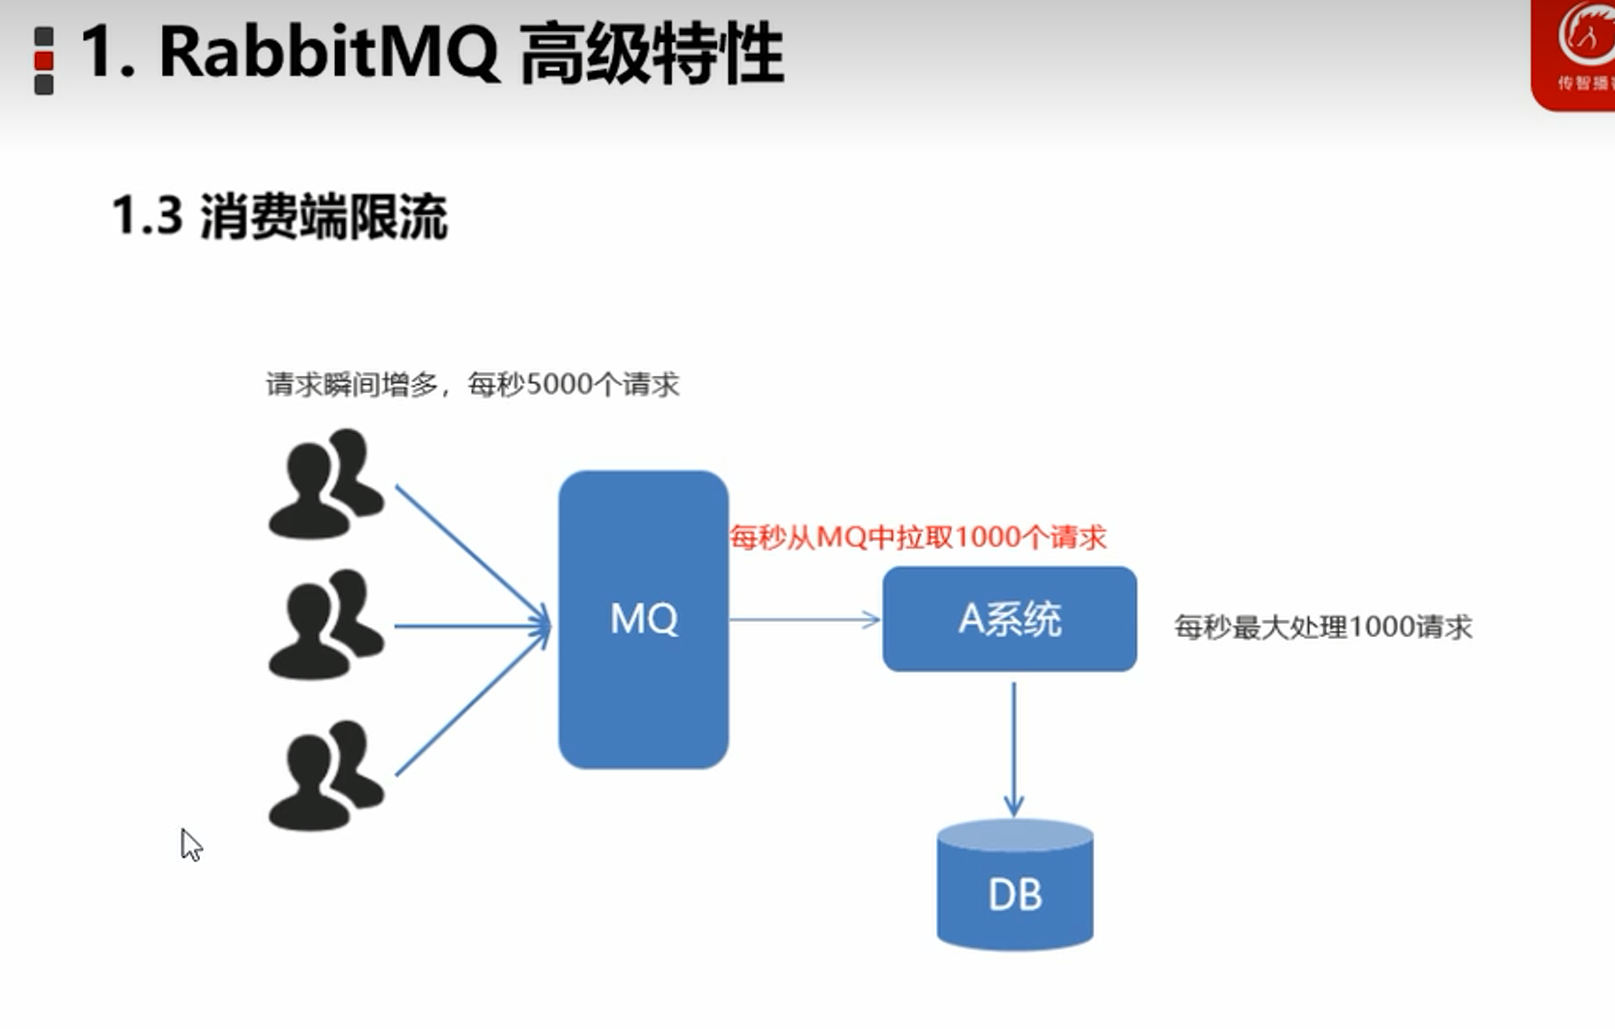 1. RabbitMQ 高级特性
传智播
1.3 消费端限流
请求瞬间增多，每秒5000个请求
每秒从MQ中拉取1000个请求
MQ
A系统
每秒最大处理1000请求
DB